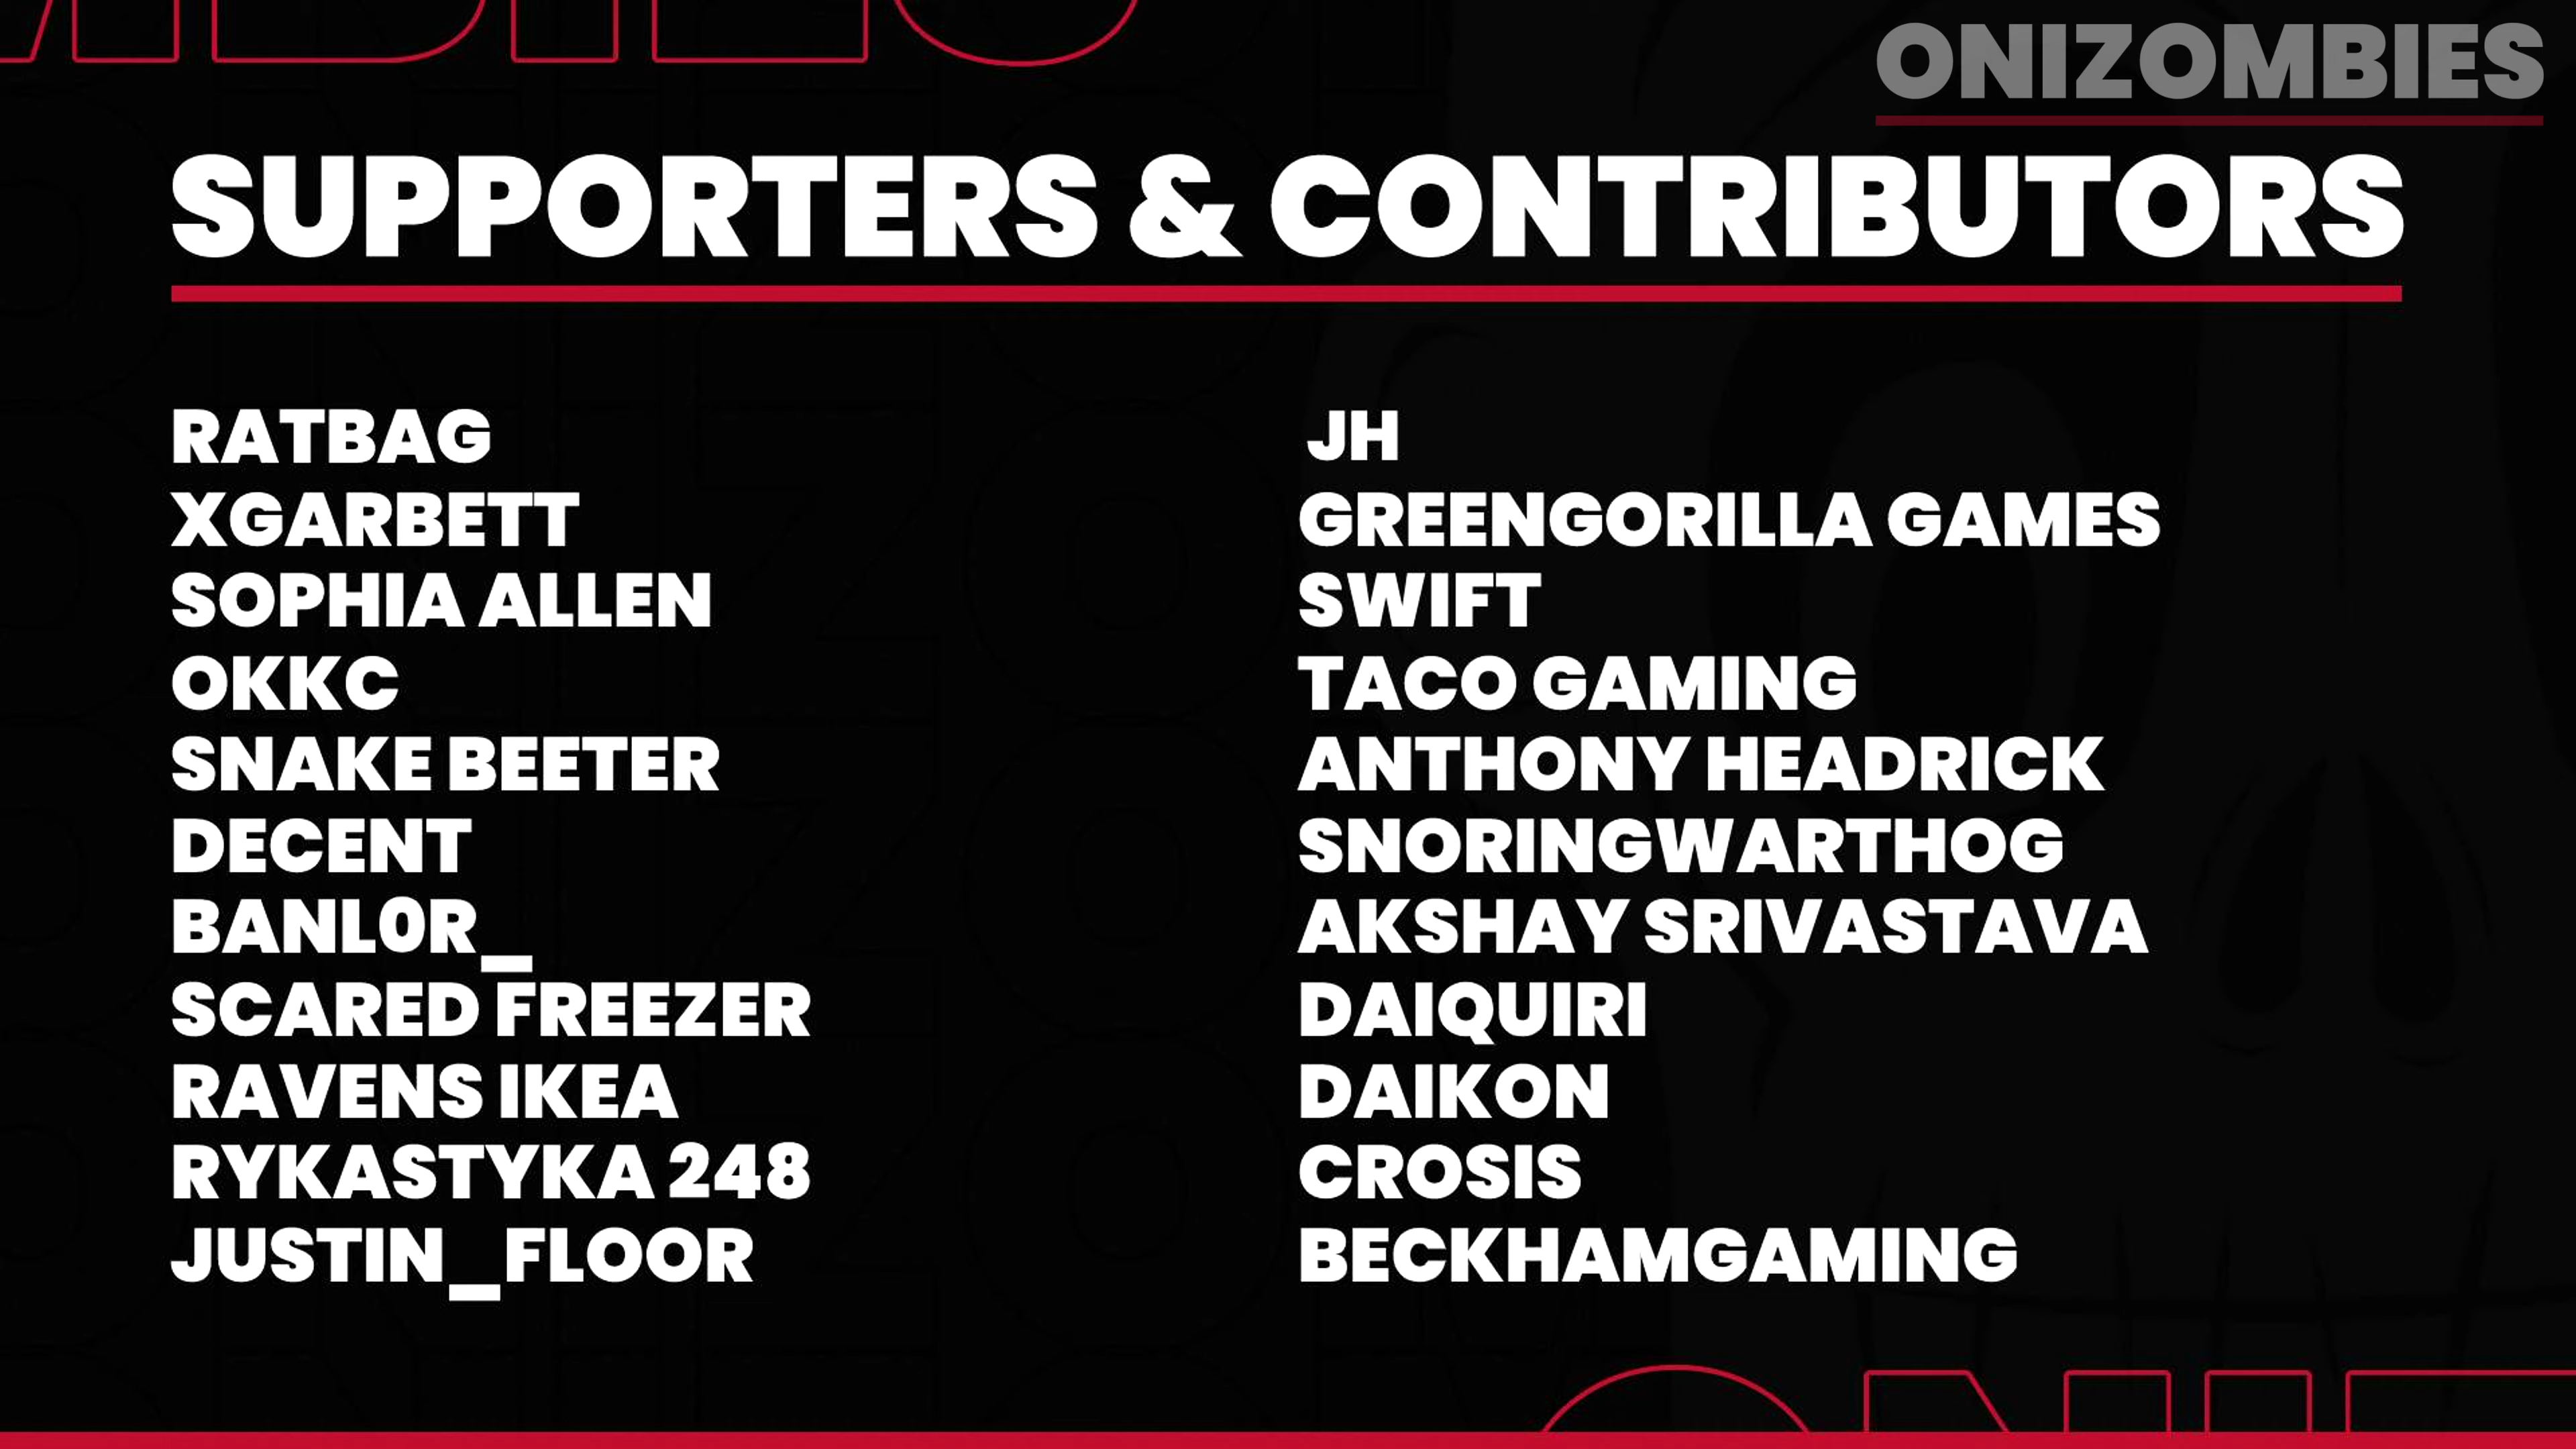 ONIZOMBIES
SUPPORTERS & CONTRIBUTORS
RATBAG
XGARBETT
SOPHIA ALLEN
OKKC
SNAKE BEETER
DECENT
BANL0R_
SCARED FREEZER
RAVENS IKEA
RYKASTYKA 248
JUSTIN_FLOOR
JH
GREENGORILLA GAMES
SWIFT
TACO GAMING
ANTHONY HEADRICK
SNORINGWARTHOG
AKSHAY SRIVASTAVA
DAIQUIRI
DAIKON
CROSIS
BECKHAMGAMING